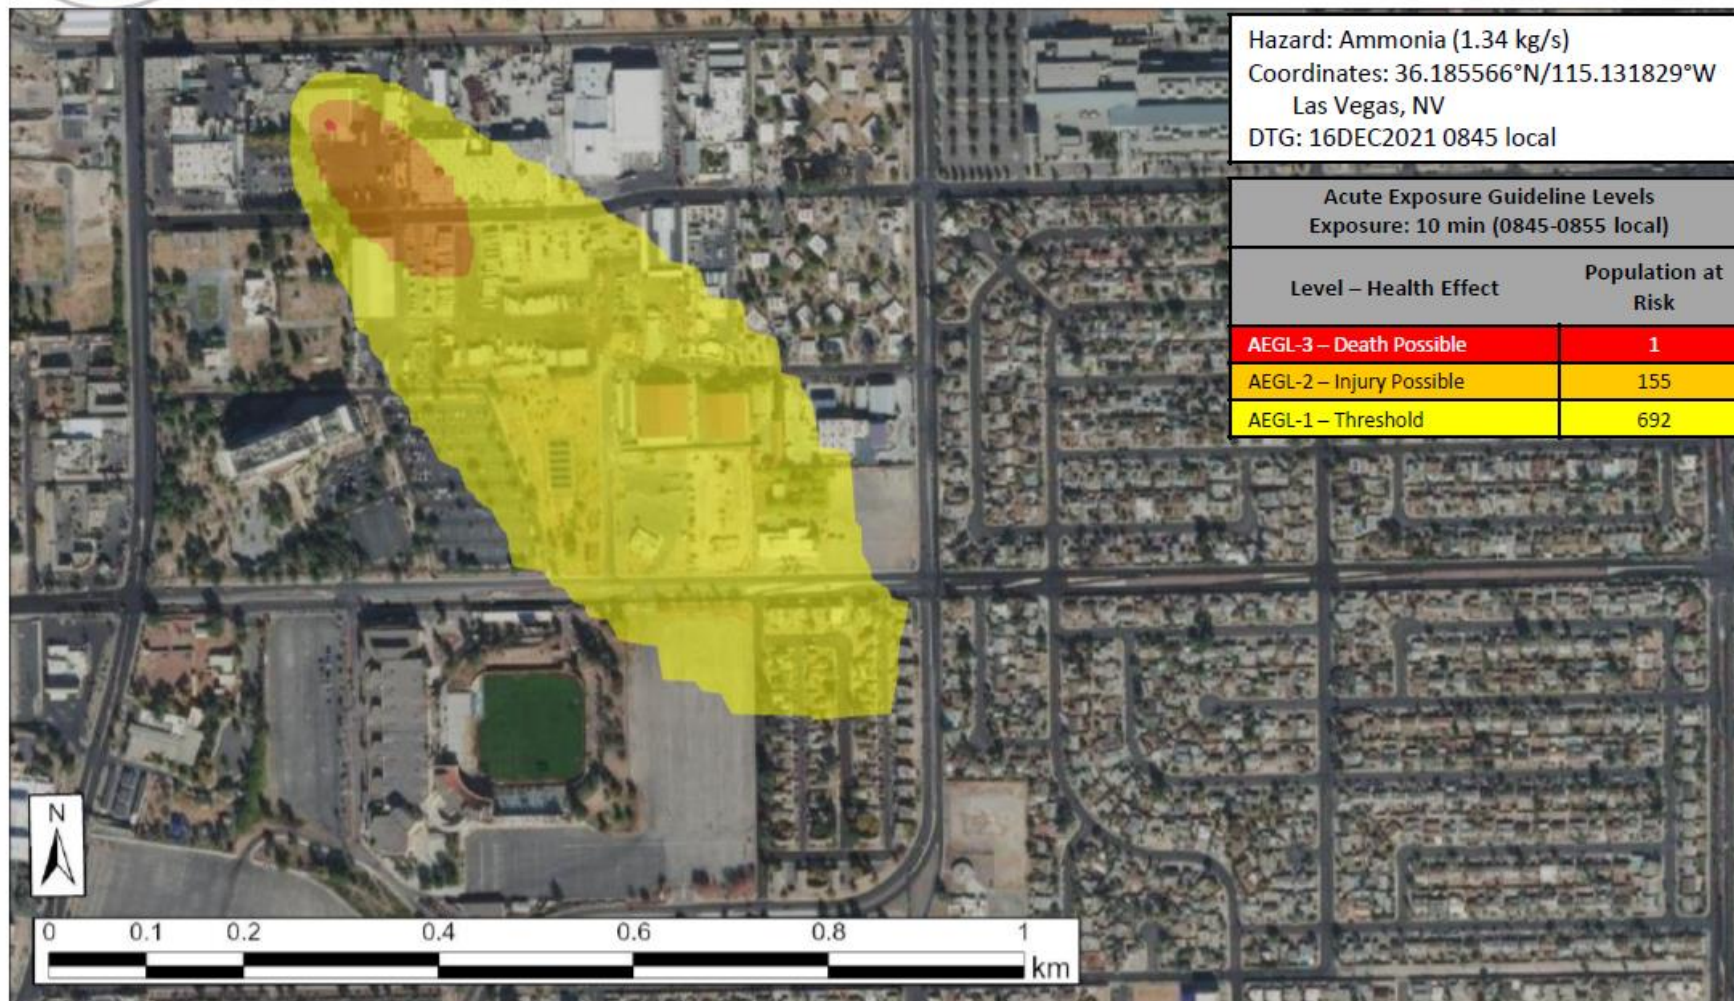 Hazard: Ammonia (1.34 kg/s)
Coordinates: 36.185566°N/115.131829°W
Las Vegas, NV
DTG: 16DEC2021 0845 local
Acute Exposure Guideline Levels
Exposure: 10 min (0845-0855 local)
Level – Health Effect
Population at
Risk
AEGL-3 – Death Possible 1
AEGL-2 – Injury Possible 155
AEGL-1 – Threshold 692
N
0 0.1 0.2 0.4 0.6 0.8 1
km